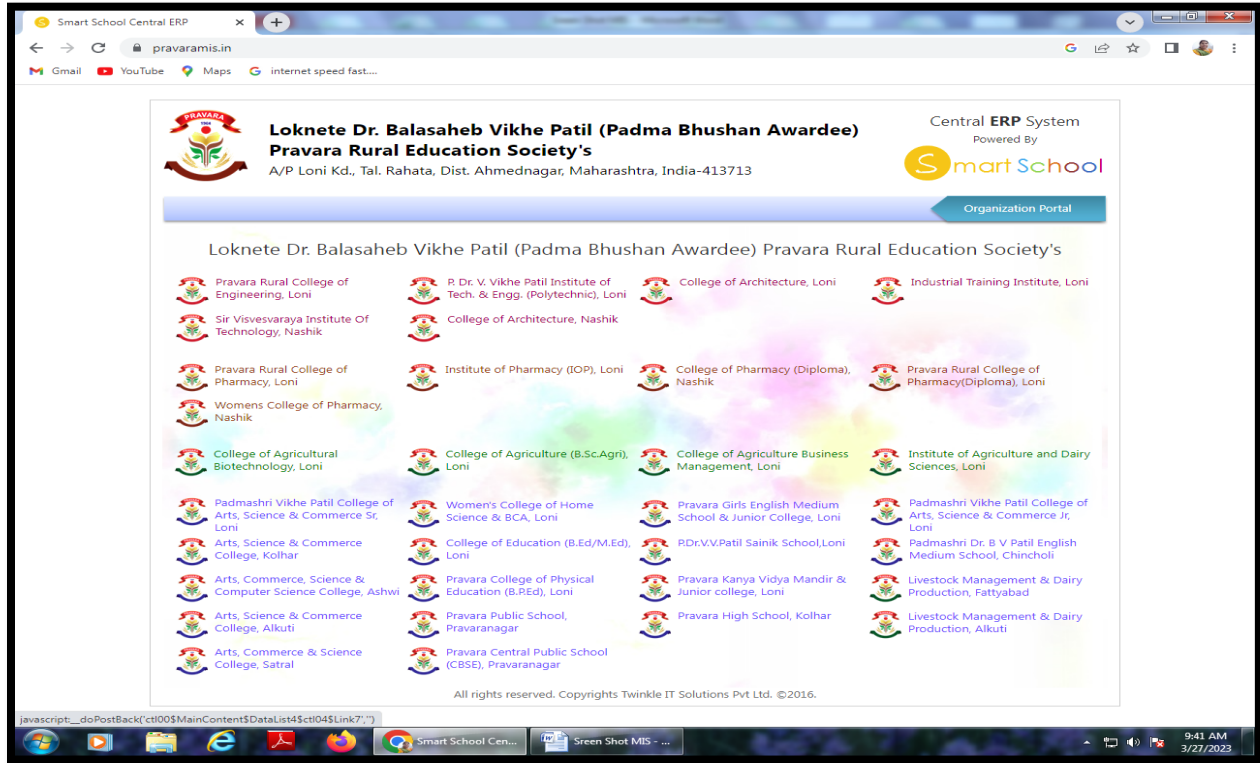 Smart School Central ERP
pravaramis.in
Gmail YouTube Maps internet speed fast....
PRAVARA
1964
Loknete Dr. Balasaheb Vikhe Patil (Padma Bhushan Awardee)
Pravara Rural Education Society's
A/P Loni Kd., Tal. Rahata, Dist. Ahmednagar, Maharashtra, India-413713
Central ERP System
Powered By
Smart School
Organization Portal
Loknete Dr. Balasaheb Vikhe Patil (Padma Bhushan Awardee) Pravara Rural Education Society's
Pravara Rural College of
Engineering, Loni
P. Dr. V. Vikhe Patil Institute of
Tech. & Engg. (Polytechnic), Loni
College of Architecture, Loni
Industrial Training Institute, Loni
Sir Visvesvaraya Institute Of
Technology, Nashik
College of Architecture, Nashik
Pravara Rural College of
Pharmacy, Loni
Institute of Pharmacy (IOP), Loni
College of Pharmacy (Diploma),
Nashik
Pravara Rural College of
Pharmacy(Diploma), Loni
Womens College of Pharmacy,
Nashik
College of Agricultural
Biotechnology, Loni
College of Agriculture (B.Sc.Agri),
Loni
College of Agriculture Business
Management, Loni
Institute of Agriculture and Dairy
Sciences, Loni
Padmashri Vikhe Patil College of
Arts, Science & Commerce Sr,
Loni
Women's College of Home
Science & BCA, Loni
Pravara Girls English Medium
School & Junior College, Loni
Padmashri Vikhe Patil College of
Arts, Science & Commerce Jr,
Loni
Arts, Science & Commerce
College, Kolhar
College of Education (B.Ed/M.Ed),
Loni
P.Dr.V.V.Patil Sainik School,Loni
Padmashri Dr. B V Patil English
Medium School, Chincholi
Arts, Commerce, Science &
Computer Science College, Ashwi
Pravara College of Physical
Education (B.P.Ed), Loni
Pravara Kanya Vidya Mandir &
Junior college, Loni
Livestock Management & Dairy
Production, Fattyabad
Arts, Science & Commerce
College, Alkuti
Pravara Public School,
Pravaranagar
Pravara High School, Kolhar
Livestock Management & Dairy
Production, Alkuti
Arts, Commerce & Science
College, Satral
Pravara Central Public School
(CBSE), Pravaranagar
All rights reserved. Copyrights Twinkle IT Solutions Pvt Ltd. ©2016.
javascript:__doPostBack('ctl00$MainContent$DataList4$ctl04$Link7','')
Smart School Cen...
Sreen Shot MIS - ...
9:41 AM
3/27/2023